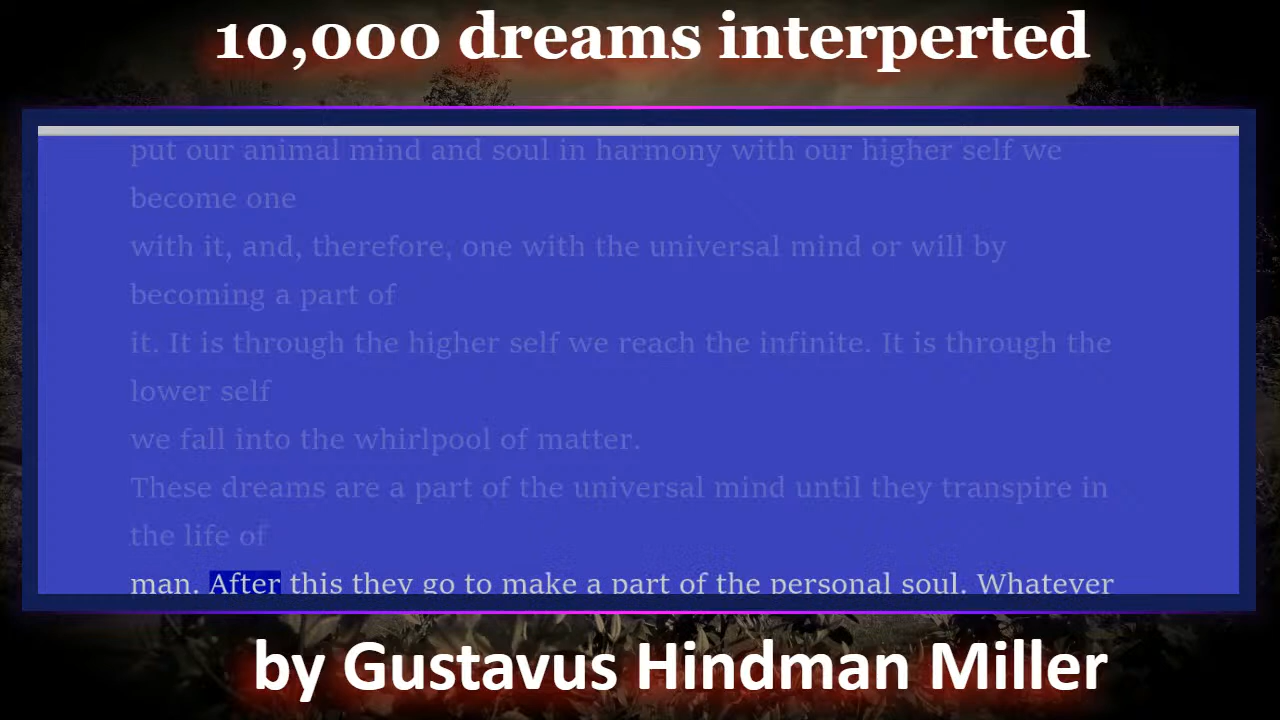 10,000 dreams interperted
put our animal mind and soul in harmony with our higher self we
become one
with it, and, therefore, one with the universal mind or will by
becoming a part of
it. It is through the higher self we reach the infinite. It is through the
lower self
we fall into the whirlpool of matter.
These dreams are a part of the universal mind until they transpire in
the life of
man. After this they go to make a part of the personal soul. Whatever
by Gustavus Hindman Miller